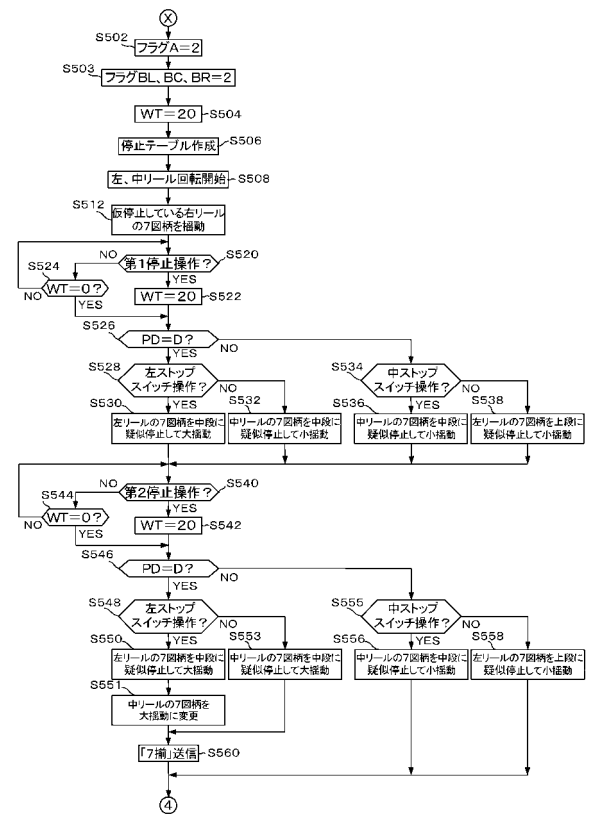 X
S502
フラグA=2
S503
フラグBL、BC、BR=2
WT=20
S504
停止テーブル作成
S506
左、中リール回転開始
S508
S512
仮停止している右リール
の7図柄を揺動
NO
第1停止操作?
S520
S524
YES
WT=0?
NO
YES
WT=20
S522
S526
PD=D?
YES
NO
S528
左ストップ
スイッチ操作?
NO
YES
S534
中ストップ
スイッチ操作?
NO
YES
S530
左リールの7図柄を中段に
疑似停止して大揺動
S532
中リールの7図柄を中段に
疑似停止して小揺動
S536
中リールの7図柄を中段に
疑似停止して小揺動
S538
左リールの7図柄を上段に
疑似停止して小揺動
NO
第2停止操作?
S540
S544
YES
WT=0?
NO
YES
WT=20
S542
S546
PD=D?
YES
NO
S548
左ストップ
スイッチ操作?
NO
YES
S555
中ストップ
スイッチ操作?
NO
YES
S550
左リールの7図柄を中段に
疑似停止して大揺動
S553
中リールの7図柄を中段に
疑似停止して大揺動
S556
中リールの7図柄を中段に
疑似停止して小揺動
S558
左リールの7図柄を上段に
疑似停止して小揺動
S551
中リールの7図柄を
大揺動に変更
「7揃」送信
S560
4